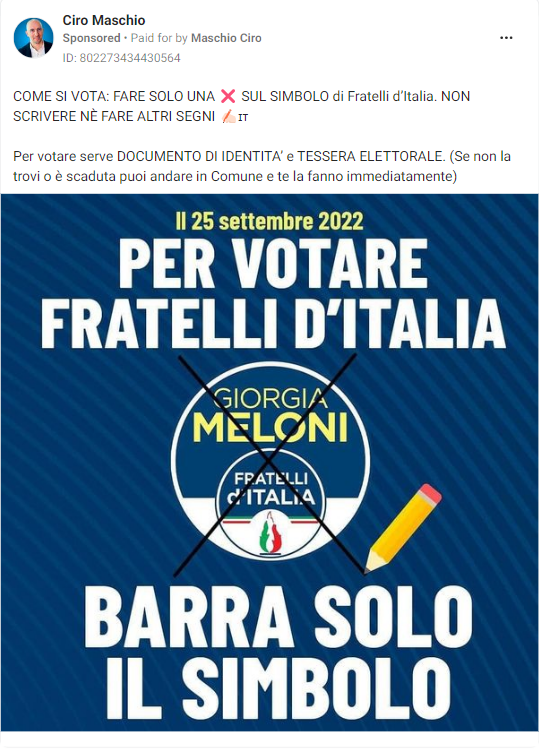 Ciro Maschio
Sponsored • Paid for by Maschio Ciro
ID: 802273434430564
COME SI VOTA: FARE SOLO UNA ❌ SUL SIMBOLO di Fratelli d’Italia. NON
SCRIVERE NÈ FARE ALTRI SEGNI ✍🏻ɪᴛ
Per votare serve DOCUMENTO DI IDENTITA’ e TESSERA ELETTORALE. (Se non la
trovi o è scaduta puoi andare in Comune e te la fanno immediatamente)
Il 25 settembre 2022
PER VOTARE
FRATELLI D’ITALIA
GIORGIA
MELONI
FRATELLI
d’ITALIA
BARRA SOLO
IL SIMBOLO